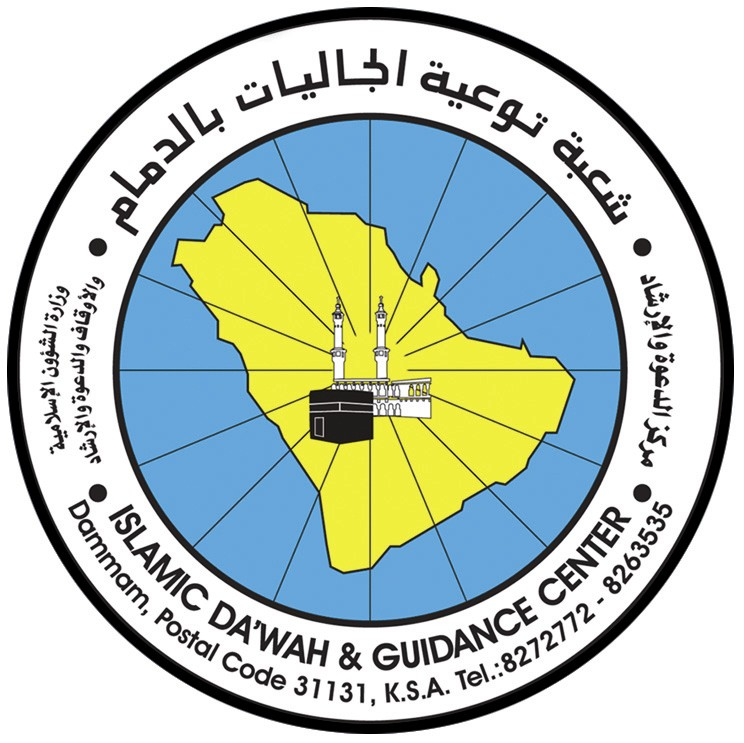 شعبة توعية الجاليات بالدمام
وزارة الشؤون الإسلامية
والأوقاف والدعوة والإرشاد
مركز الدعوة والإرشاد
ISLAMIC DA'WAH & GUIDANCE CENTER
Dammam, Postal Code 31131, K.S.A. Tel.:8272772 - 8263535